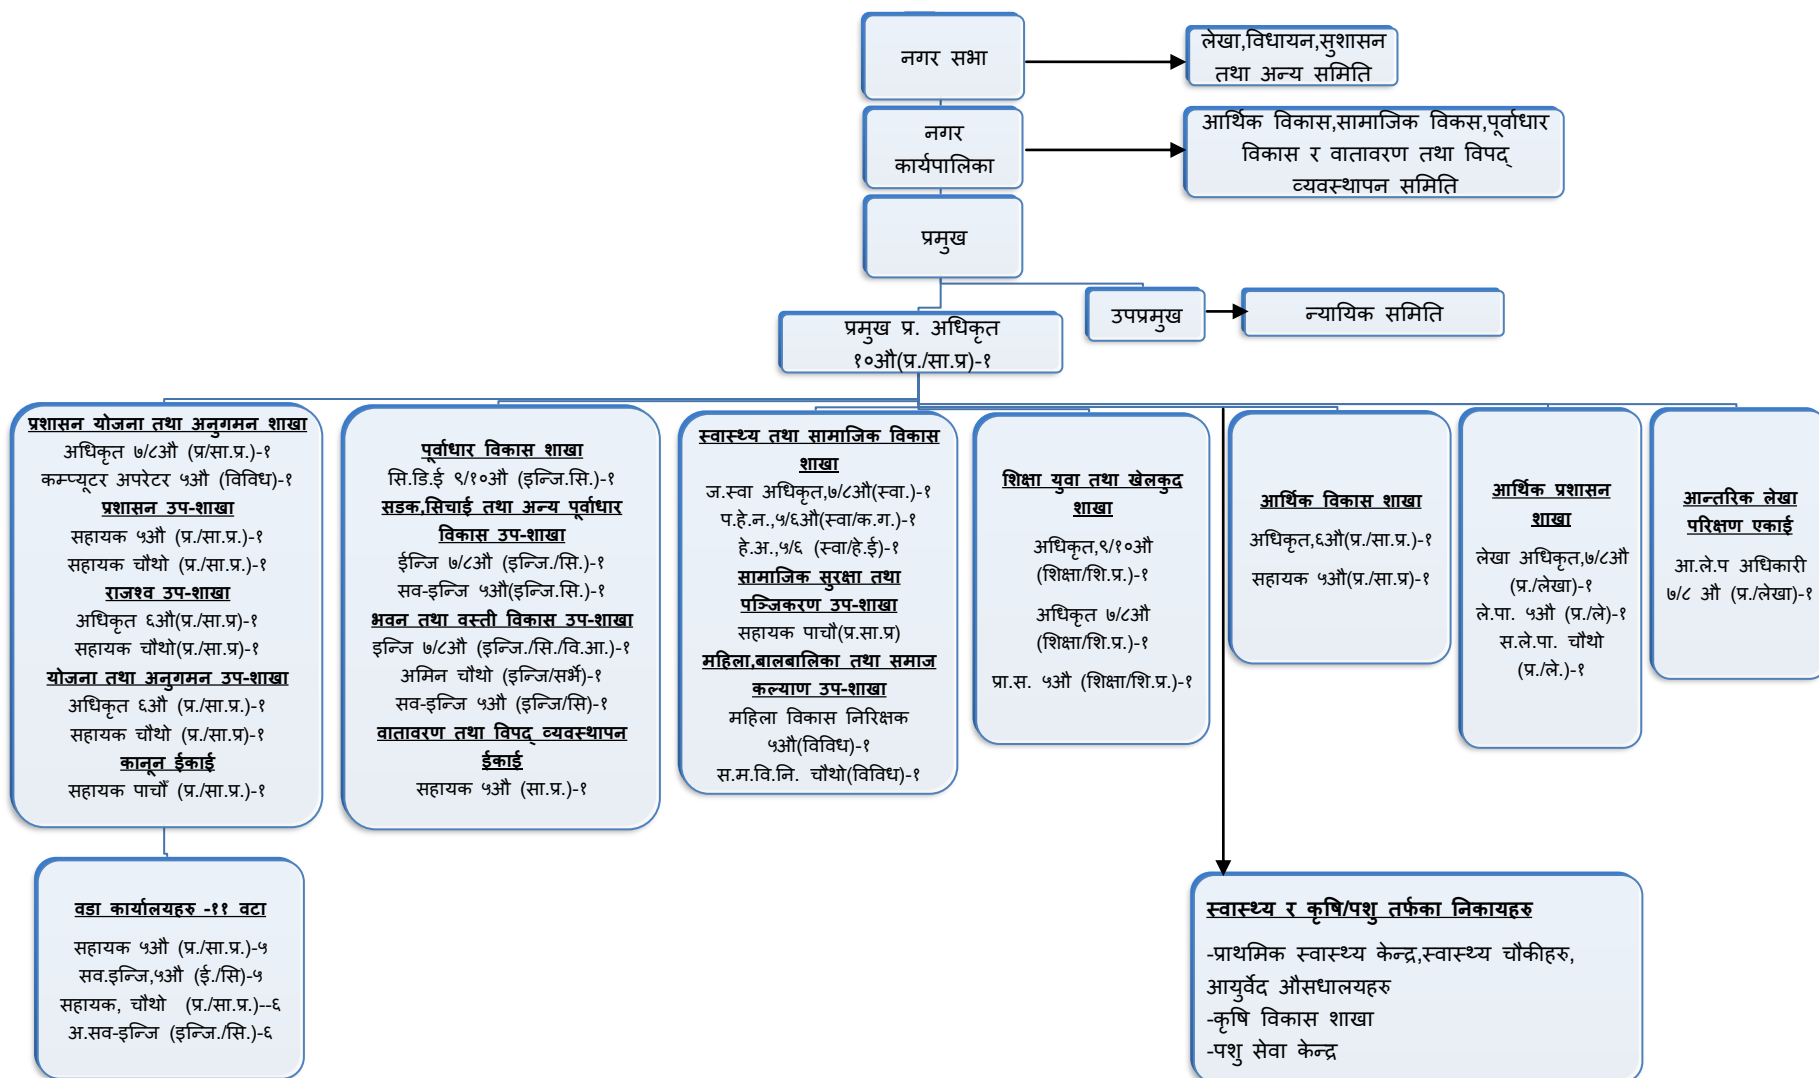 नगर सभा
लेखा,विधायन,सुशासन
तथा अन्य समिति
नगर
कार्यपालिका
आर्थिक विकास,सामाजिक विकस,पूर्वाधार
विकास र वातावरण तथा विपद्
व्यवस्थापन समिति
प्रमुख
उपप्रमुख
न्यायिक समिति
प्रमुख प्र. अधिकृत
१०औ(प्र./सा.प्र)-१
प्रशासन योजना तथा अनुगमन शाखा
अधिकृत ७/८औ (प्र/सा.प्र.)-१
कम्प्यूटर अपरेटर ५औ (विविध)-१
प्रशासन उप-शाखा
सहायक ५औ (प्र./सा.प्र.)-१
सहायक चौथो (प्र./सा.प्र.)-१
राजश्व उप-शाखा
अधिकृत ६औ(प्र./सा.प्र)-१
सहायक चौथो(प्र./सा.प्र)-१
योजना तथा अनुगमन उप-शाखा
अधिकृत ६औ (प्र./सा.प्र.)-१
सहायक चौथो (प्र./सा.प्र)-१
कानून ईकाई
सहायक पाचौँ (प्र./सा.प्र.)-१
पूर्वाधार विकास शाखा
सि.डि.ई ९/१०औ (इन्जि.सि.)-१
सडक,सिचाई तथा अन्य पूर्वाधार
विकास उप-शाखा
ईन्जि ७/८औ (इन्जि./सि.)-१
सव-इन्जि ५औ(इन्जि.सि.)-१
भवन तथा वस्ती विकास उप-शाखा
इन्जि ७/८औ (इन्जि./सि./वि.आ.)-१
अमिन चौथो (इन्जि/सर्भे)-१
सव-इन्जि ५औ (इन्जि/सि)-१
वातावरण तथा विपद् व्यवस्थापन
ईकाई
सहायक ५औ (सा.प्र.)-१
स्वास्थ्य तथा सामाजिक विकास
शाखा
ज.स्वा अधिकृत,७/८औ(स्वा.)-१
प.हे.न.,५/६औ(स्वा/क.ग.)-१
हे.अ.,५/६ (स्वा/हे.ई)-१
सामाजिक सुरक्षा तथा
पञ्जिकरण उप-शाखा
सहायक पाचौ(प्र.सा.प्र)
महिला,बालबालिका तथा समाज
कल्याण उप-शाखा
महिला विकास निरिक्षक
५औ(विविध)-१
स.म.वि.नि. चौथो(विविध)-१
शिक्षा युवा तथा खेलकुद
शाखा
अधिकृत,९/१०औ
(शिक्षा/शि.प्र.)-१
अधिकृत ७/८औ
(शिक्षा/शि.प्र.)-१
प्रा.स. ५औ (शिक्षा/शि.प्र.)-१
आर्थिक विकास शाखा
अधिकृत,६औ(प्र./सा.प्र.)-१
सहायक ५औ(प्र./सा.प्र)-१
आर्थिक प्रशासन
शाखा
लेखा अधिकृत,७/८औ
(प्र./लेखा)-१
ले.पा. ५औ (प्र./ले)-१
स.ले.पा. चौथो
(प्र./ले.)-१
आन्तरिक लेखा
परिक्षण एकाई
आ.ले.प अधिकारी
७/८ औ (प्र./लेखा)-१
वडा कार्यालयहरु -११ वटा
सहायक ५औ (प्र./सा.प्र.)-५
सव.इन्जि,५औ (ई./सि)-५
सहायक, चौथो (प्र./सा.प्र.)--६
अ.सव-इन्जि (इन्जि./सि.)-६
स्वास्थ्य र कृषि/पशु तर्फका निकायहरु
-प्राथमिक स्वास्थ्य केन्द्र,स्वास्थ्य चौकीहरु,
आयुर्वेद औसधालयहरु
-कृषि विकास शाखा
-पशु सेवा केन्द्र